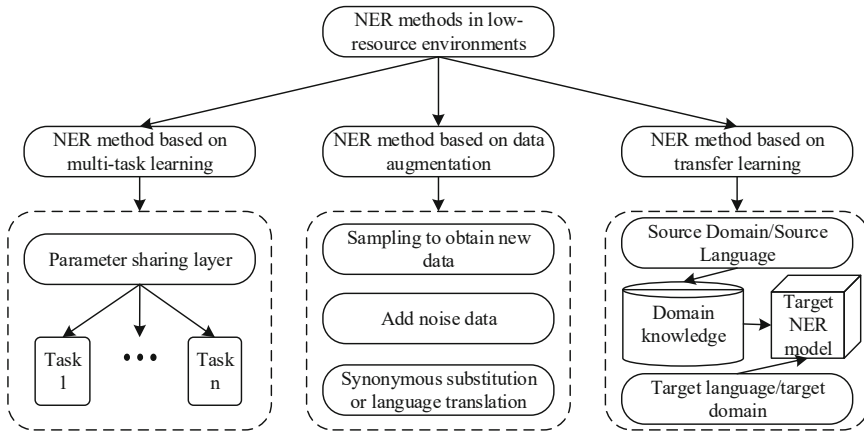 NER methods in low-
resource environments
NER method based on
multi-task learning
NER method based on data
augmentation
NER method based on
transfer learning
Parameter sharing layer
Task
1
•••
Task
n
Sampling to obtain new
data
Add noise data
Synonymous substitution
or language translation
Source Domain/Source
Language
Domain
knowledge
Target
NER
model
Target language/target
domain